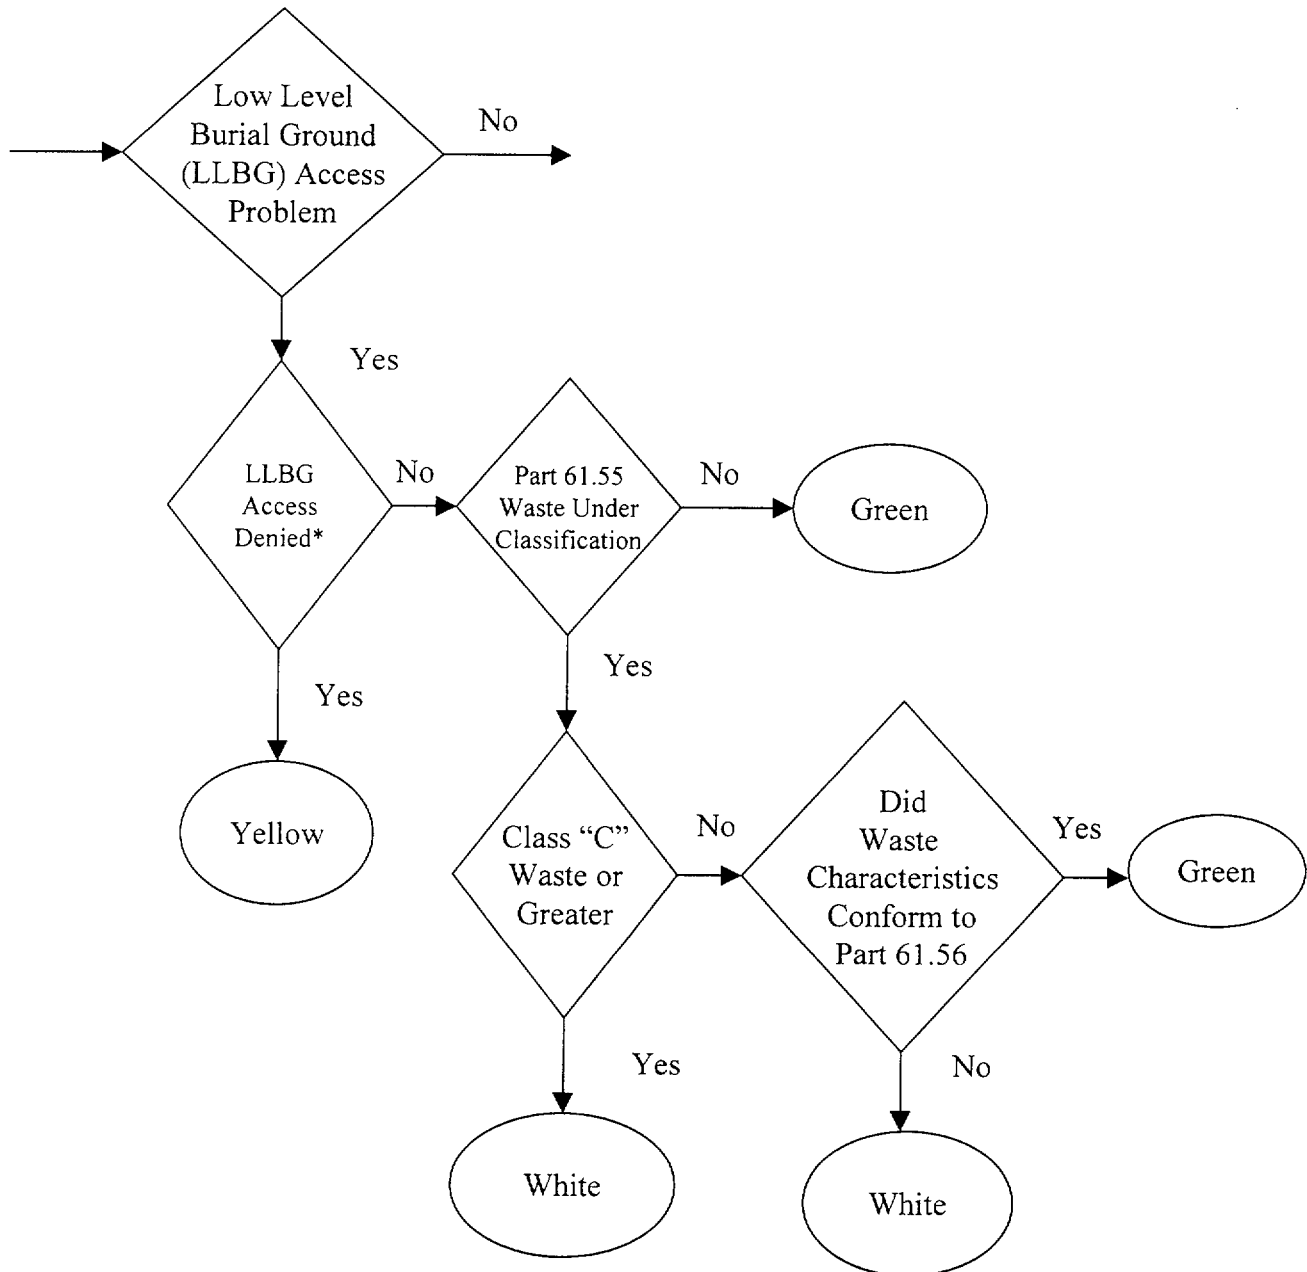 Low Level
Burial Ground
(LLBG) Access
Problem
No
Yes
LLBG
Access
Denied*
No
Part 61.55
Waste Under
Classification
No
Green
Yes
Yellow
Yes
Class “C”
Waste or
Greater
No
Did
Waste
Characteristics
Conform to
Part 61.56
Yes
Green
Yes
White
No
White